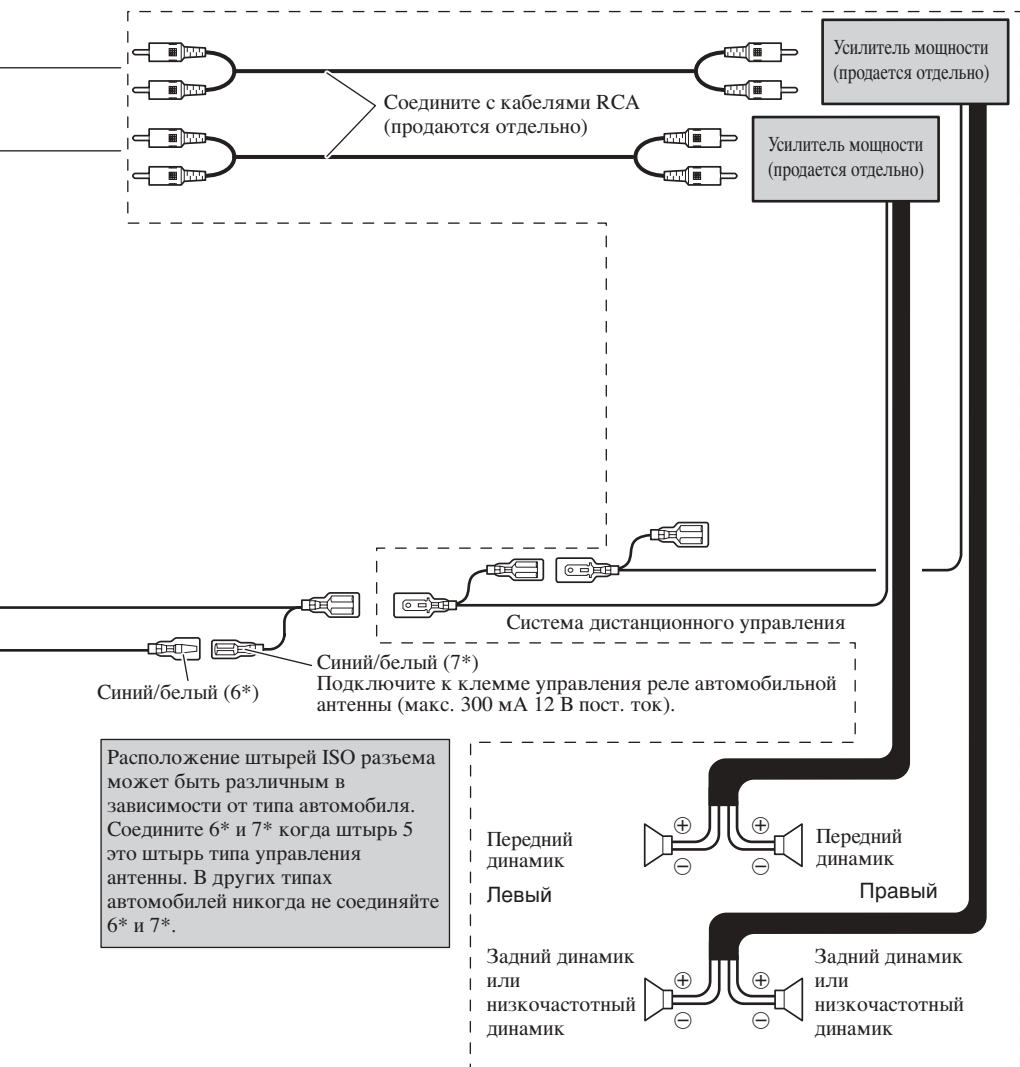 Усилитель мощности
(продается отдельно)
Соедините с кабелями RCA
(продаются отдельно)
Усилитель мощности
(продается отдельно)
Система дистанционного управления
Синий/белый (7*)
Подключите к клемме управления реле автомобильной
антенны (макс. 300 мА 12 В пост. ток).
Синий/белый (6*)
Расположение штырей ISO разъема
может быть различным в
зависимости от типа автомобиля.
Соедините 6* и 7* когда штырь 5
это штырь типа управления
антенны. В других типах
автомобилей никогда не соединяйте
6* и 7*.
Передний
динамик
Левый
+
−
+
−
Передний
динамик
Правый
Задний динамик
или
низкочастотный
динамик
+
−
+
−
Задний динамик
или
низкочастотный
динамик